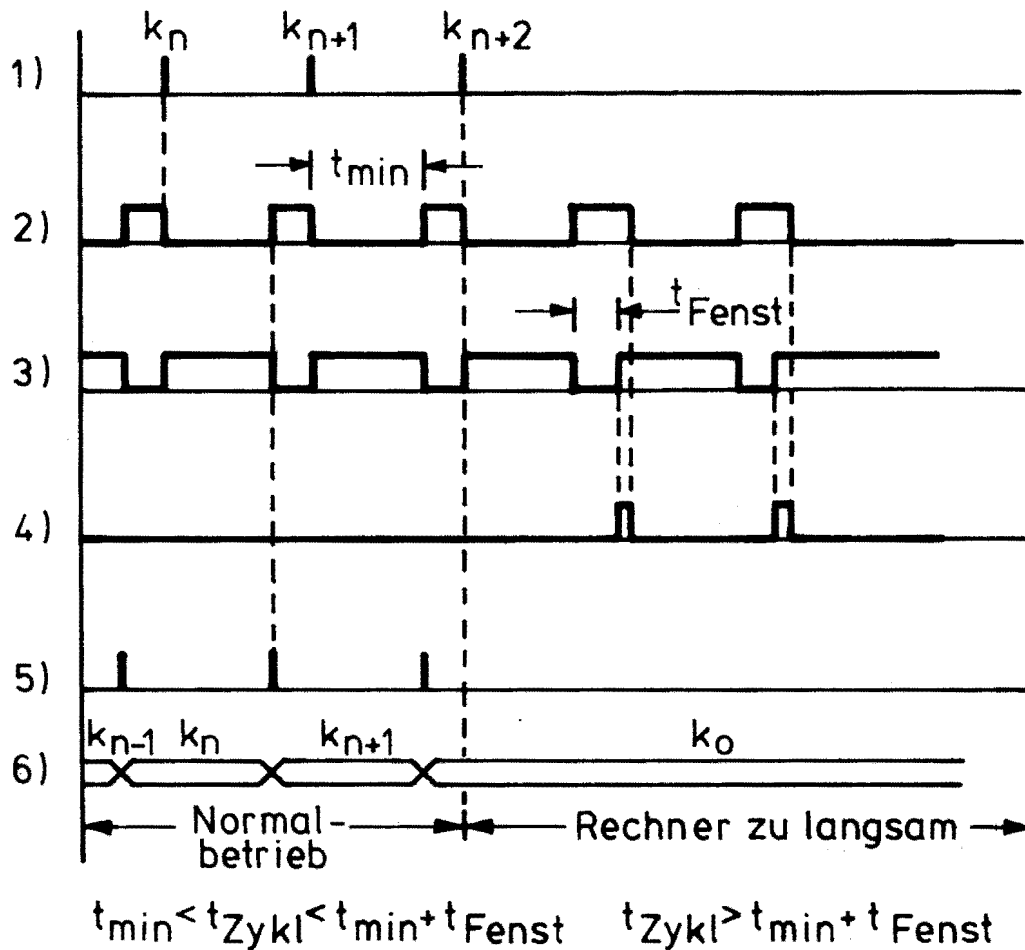 k_n k_{n+1} k_{n+2}
1)
t_min
2)
t_Fenst
3)
4)
5)
k_{n-1} k_n k_{n+1} k_o
6)
Normal- Rechner zu langsam
betrieb
t_min < t_Zykl < t_min + t_Fenst t_Zykl > t_min + t_Fenst